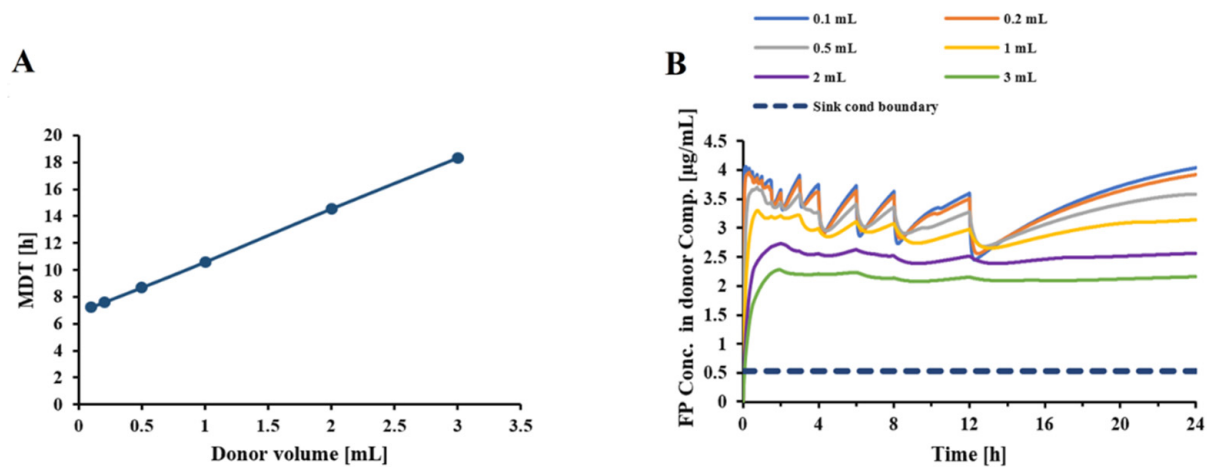 A
MDT [h]
20
18
16
14
12
10
8
6
4
2
0
0 0.5 1 1.5 2 2.5 3 3.5
Donor volume [mL]
B
0.1 mL 0.2 mL
0.5 mL 1 mL
2 mL 3 mL
Sink cond boundary
FP Conc. in donor Comp. [µg/mL]
4.5
4
3.5
3
2.5
2
1.5
1
0.5
0
0 4 8 12 16 20 24
Time [h]